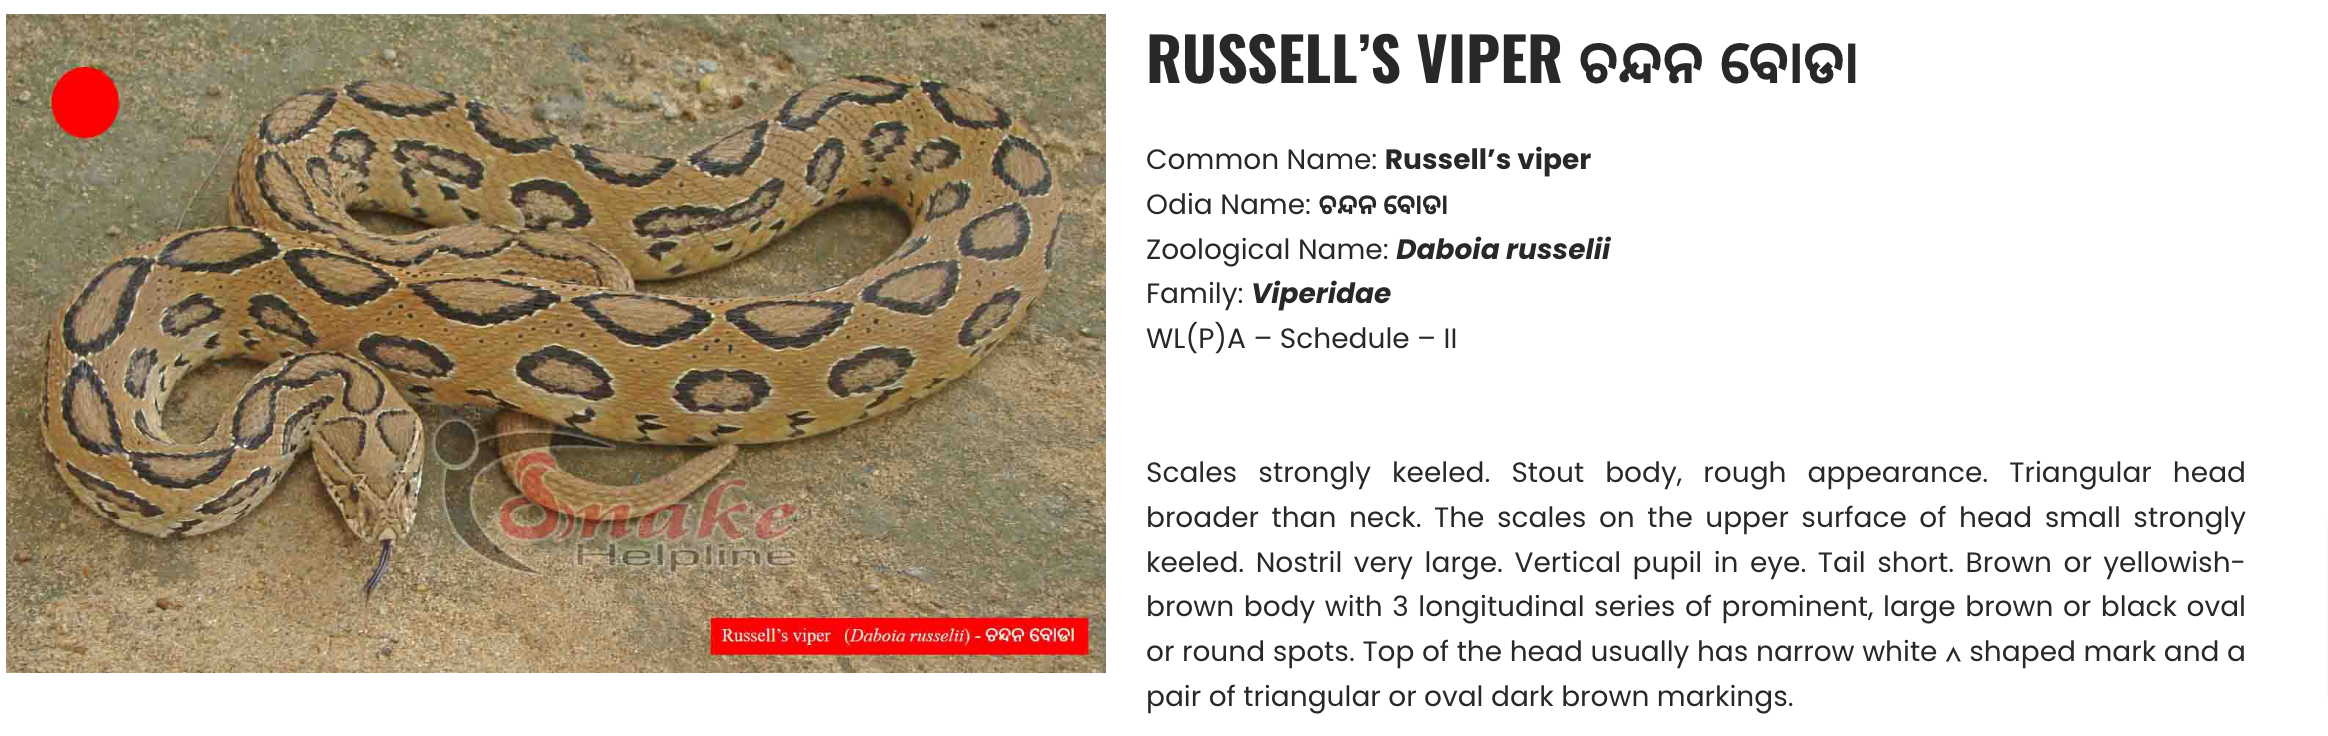 RUSSELL’S VIPER ଚନ୍ଦନ ବୋଡା
Common Name: Russell’s viper
Odia Name: ଚନ୍ଦନ ବୋଡା
Zoological Name: Daboia russelii
Family: Viperidae
WL(P)A – Schedule – II
Scales strongly keeled. Stout body, rough appearance. Triangular head
broader than neck. The scales on the upper surface of head small strongly
keeled. Nostril very large. Vertical pupil in eye. Tail short. Brown or yellowish-
brown body with 3 longitudinal series of prominent, large brown or black oval
or round spots. Top of the head usually has narrow white ʌ shaped mark and a
pair of triangular or oval dark brown markings.
Snake
Helpline
Russell’s viper (Daboia russelii) - ଚନ୍ଦନ ବୋଡା